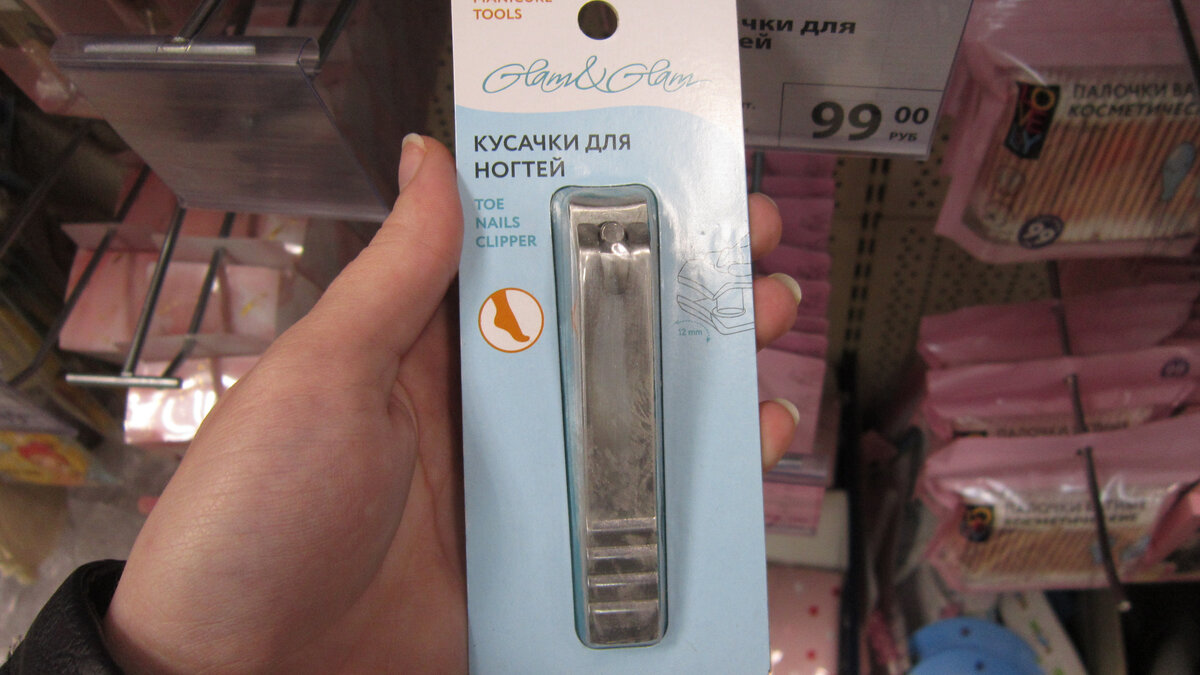 MANICURE
TOOLS
Glam&Glam
КУСАЧКИ ДЛЯ
НОГТЕЙ
TOE
NAILS
CLIPPER
12 mm
чки для
ей
99 00
РУБ
ПАЛОЧКИ ВА
КОСМЕТИЧЕС